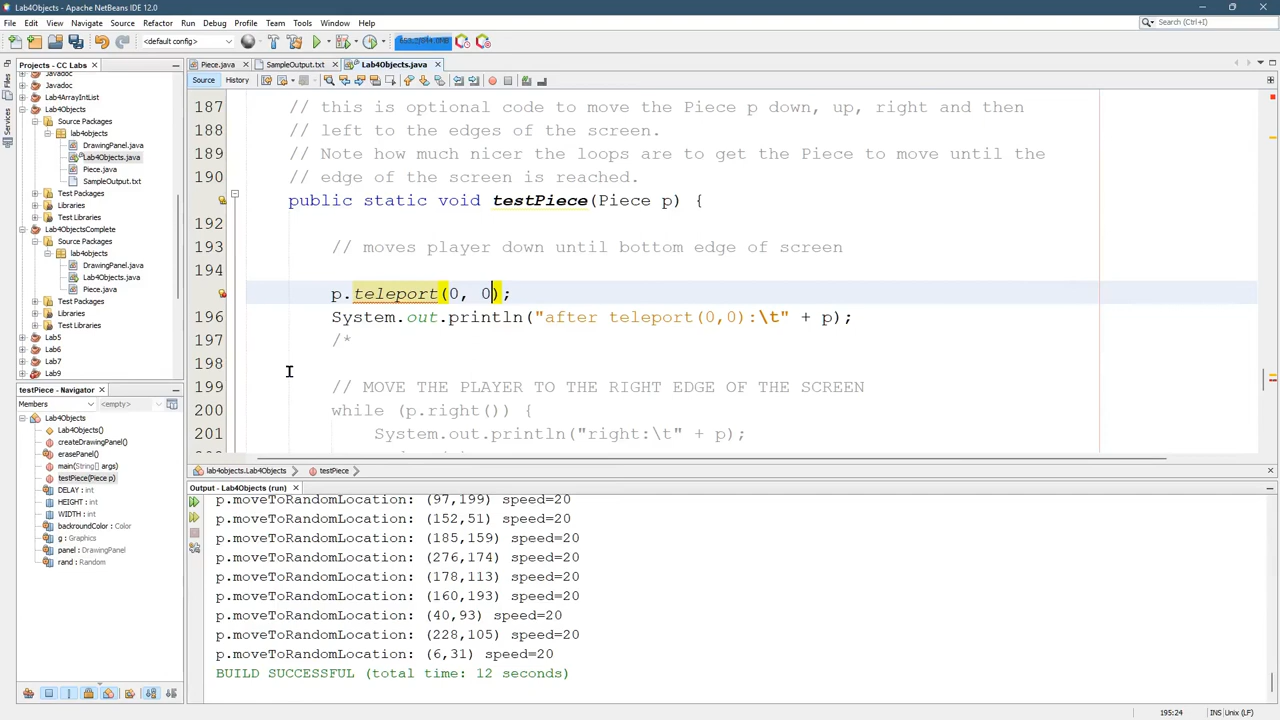 Lab4Objects - Apache NetBeans IDE 12.0
File Edit View Navigate Source Refactor Run Debug Profile Team Tools Window Help
Search (Ctrl+I)
<default config>
Projects - CC Labs
Piece.java SampleOutput.txt Lab4Objects.java
Source History
Javadoc
Javadoc
Lab4ArrayIntList
Lab4Objects
Source Packages
lab4objects
DrawingPanel.java
Lab4Objects.java
Piece.java
SampleOutput.txt
Test Packages
Libraries
Test Libraries
Lab4ObjectsComplete
Source Packages
lab4objects
DrawingPanel.java
Lab4Objects.java
Piece.java
Test Packages
Libraries
Test Libraries
Lab5
Lab6
Lab7
Lab9
187 // this is optional code to move the Piece p down, up, right and then
188 // left to the edges of the screen.
189 // Note how much nicer the loops are to get the Piece to move until the
190 // edge of the screen is reached.
public static void testPiece(Piece p) {
192
193 // moves player down until bottom edge of screen
194
p.teleport(0, 0);
196 System.out.println("after teleport(0,0):\t" + p);
197 /*
198
199 // MOVE THE PLAYER TO THE RIGHT EDGE OF THE SCREEN
200 while (p.right()) {
201 System.out.println("right:\t" + p);
lab4objects.Lab4Objects testPiece
testPiece - Navigator
Members <empty>
Lab4Objects
Lab4Objects()
createDrawingPanel()
erasePanel()
main(String[] args)
testPiece(Piece p)
DELAY : int
HEIGHT : int
WIDTH : int
backroundColor : Color
g : Graphics
panel : DrawingPanel
rand : Random
Output - Lab4Objects (run)
p.moveToRandomLocation: (97,199) speed=20
p.moveToRandomLocation: (152,51) speed=20
p.moveToRandomLocation: (185,159) speed=20
p.moveToRandomLocation: (276,174) speed=20
p.moveToRandomLocation: (178,113) speed=20
p.moveToRandomLocation: (160,193) speed=20
p.moveToRandomLocation: (40,93) speed=20
p.moveToRandomLocation: (228,105) speed=20
p.moveToRandomLocation: (6,31) speed=20
BUILD SUCCESSFUL (total time: 12 seconds)
195:24 INS Unix (LF)